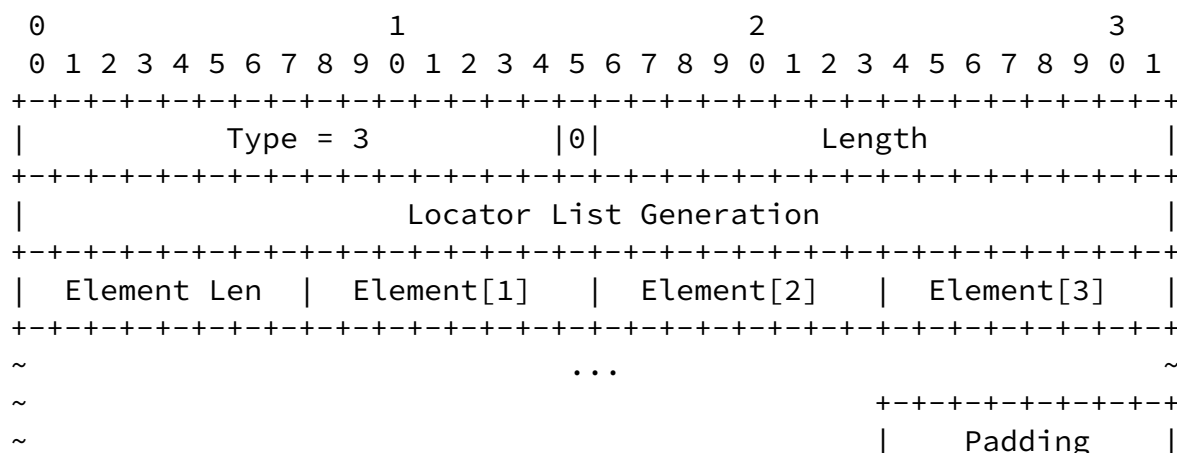 0                   1                   2                   3
 0 1 2 3 4 5 6 7 8 9 0 1 2 3 4 5 6 7 8 9 0 1 2 3 4 5 6 7 8 9 0 1
+-+-+-+-+-+-+-+-+-+-+-+-+-+-+-+-+-+-+-+-+-+-+-+-+-+-+-+-+-+-+-+-+
|           Type = 3          |0|            Length             |
+-+-+-+-+-+-+-+-+-+-+-+-+-+-+-+-+-+-+-+-+-+-+-+-+-+-+-+-+-+-+-+-+
|                     Locator List Generation                   |
+-+-+-+-+-+-+-+-+-+-+-+-+-+-+-+-+-+-+-+-+-+-+-+-+-+-+-+-+-+-+-+-+
|  Element Len  |  Element[1]   |  Element[2]   |  Element[3]   |
+-+-+-+-+-+-+-+-+-+-+-+-+-+-+-+-+-+-+-+-+-+-+-+-+-+-+-+-+-+-+-+-+
~                              ...                              ~
~                                               +-+-+-+-+-+-+-+-+
~                                               |    Padding    |